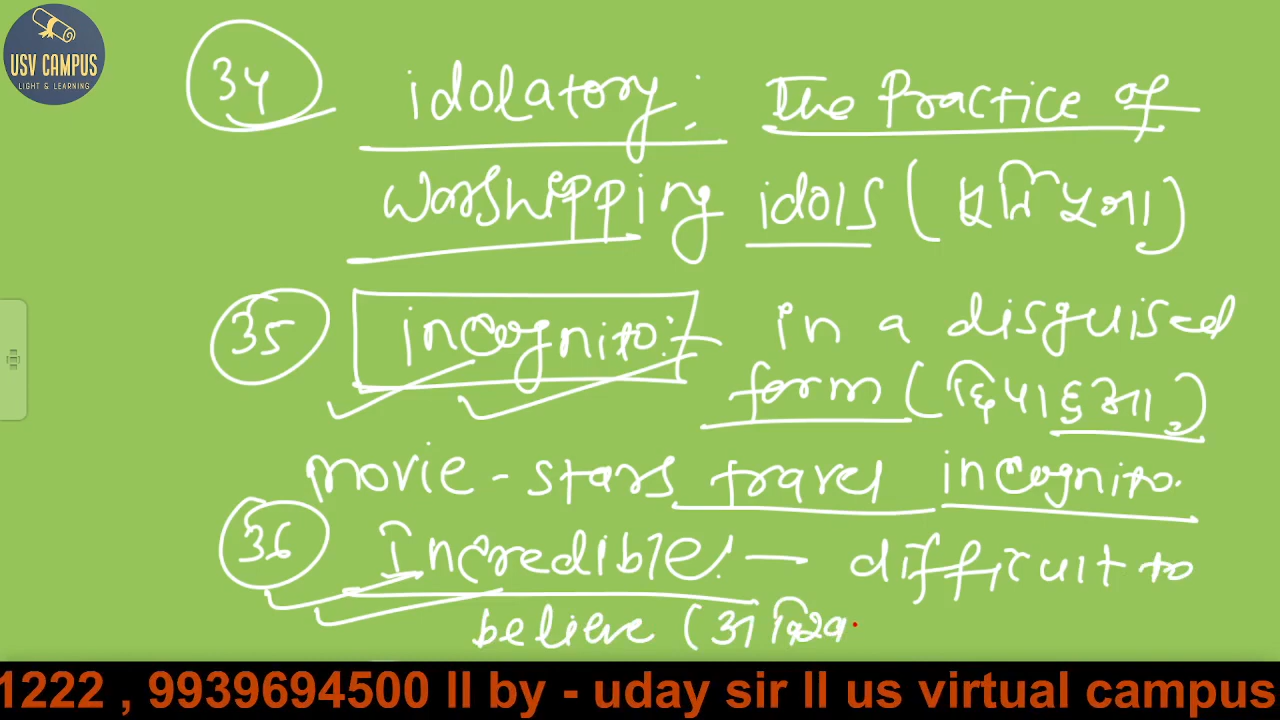 USV CAMPUS
LIGHT & LEARNING
34 idolatory: The Practice of
worshipping idols (
35 incognito:- in a disguised
form (छिपा हुआ)
movie-stars travel incognito.
36 Incredible:- difficult to
believe (
1222 , 9939694500 ll by - uday sir ll us virtual campus